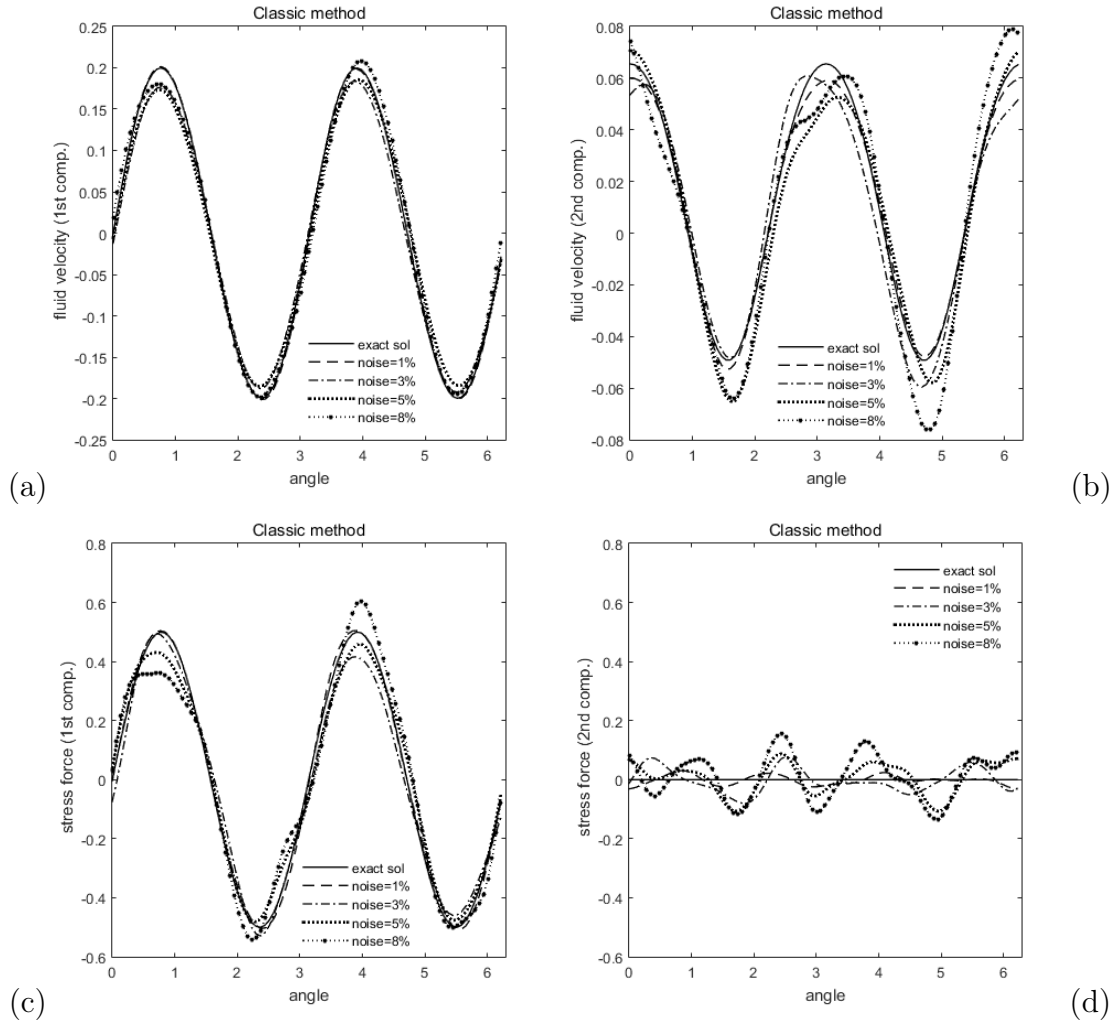 Classic method
0.25
0.2
0.15
0.1
0.05
0
-0.05
-0.1
-0.15
-0.2
-0.25
fluid velocity (1st comp.)
exact sol
noise=1%
noise=3%
noise=5%
noise=8%
0 1 2 3 4 5 6
angle
(a)
Classic method
0.08
0.06
0.04
0.02
0
-0.02
-0.04
-0.06
-0.08
fluid velocity (2nd comp.)
exact sol
noise=1%
noise=3%
noise=5%
noise=8%
0 1 2 3 4 5 6
angle
(b)
Classic method
0.8
0.6
0.4
0.2
0
-0.2
-0.4
-0.6
stress force (1st comp.)
exact sol
noise=1%
noise=3%
noise=5%
noise=8%
0 1 2 3 4 5 6
angle
(c)
Classic method
0.8
0.6
0.4
0.2
0
-0.2
-0.4
-0.6
stress force (2nd comp.)
exact sol
noise=1%
noise=3%
noise=5%
noise=8%
0 1 2 3 4 5 6
angle
(d)